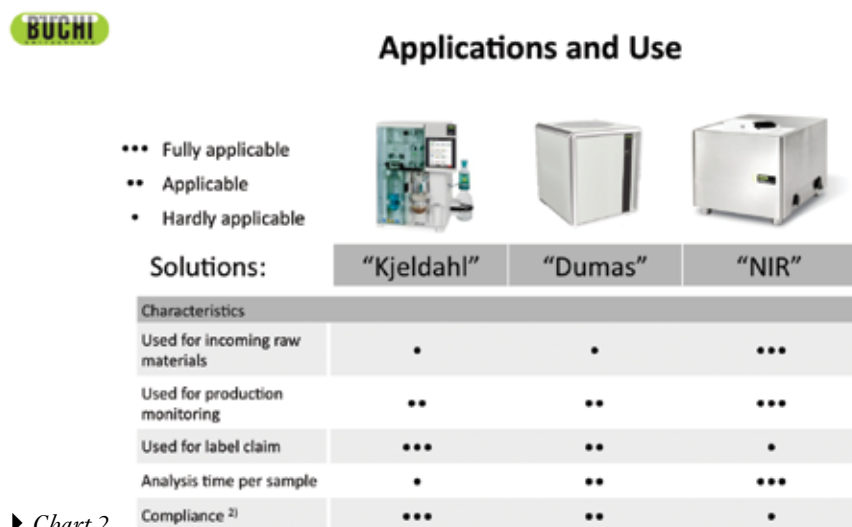 BÜCHI
Applications and Use
••• Fully applicable
•• Applicable
• Hardly applicable
Solutions: "Kjeldahl" "Dumas" "NIR"
Characteristics
Used for incoming raw
materials • • •••
Used for production
monitoring •• •• •••
Used for label claim ••• •• •
Analysis time per sample • •• •••
Compliance 2) ••• •• •
Chart 2